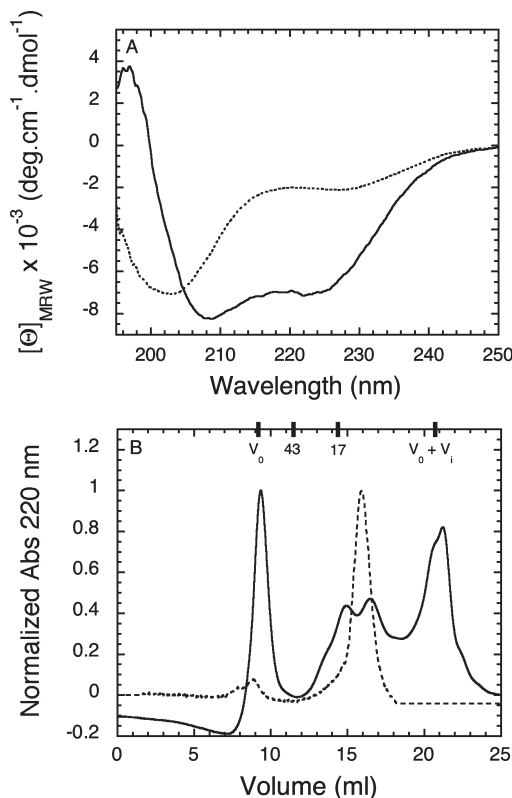 A
4
2
0
-2
-4
-6
-8
[Θ]MRW x 10-3 (deg.cm-1.dmol-1)
200 210 220 230 240 250
Wavelength (nm)
B
V0 43 17 V0 + Vi
1.2
1
0.8
0.6
0.4
0.2
0
-0.2
Normalized Abs 220 nm
0 5 10 15 20 25
Volume (ml)